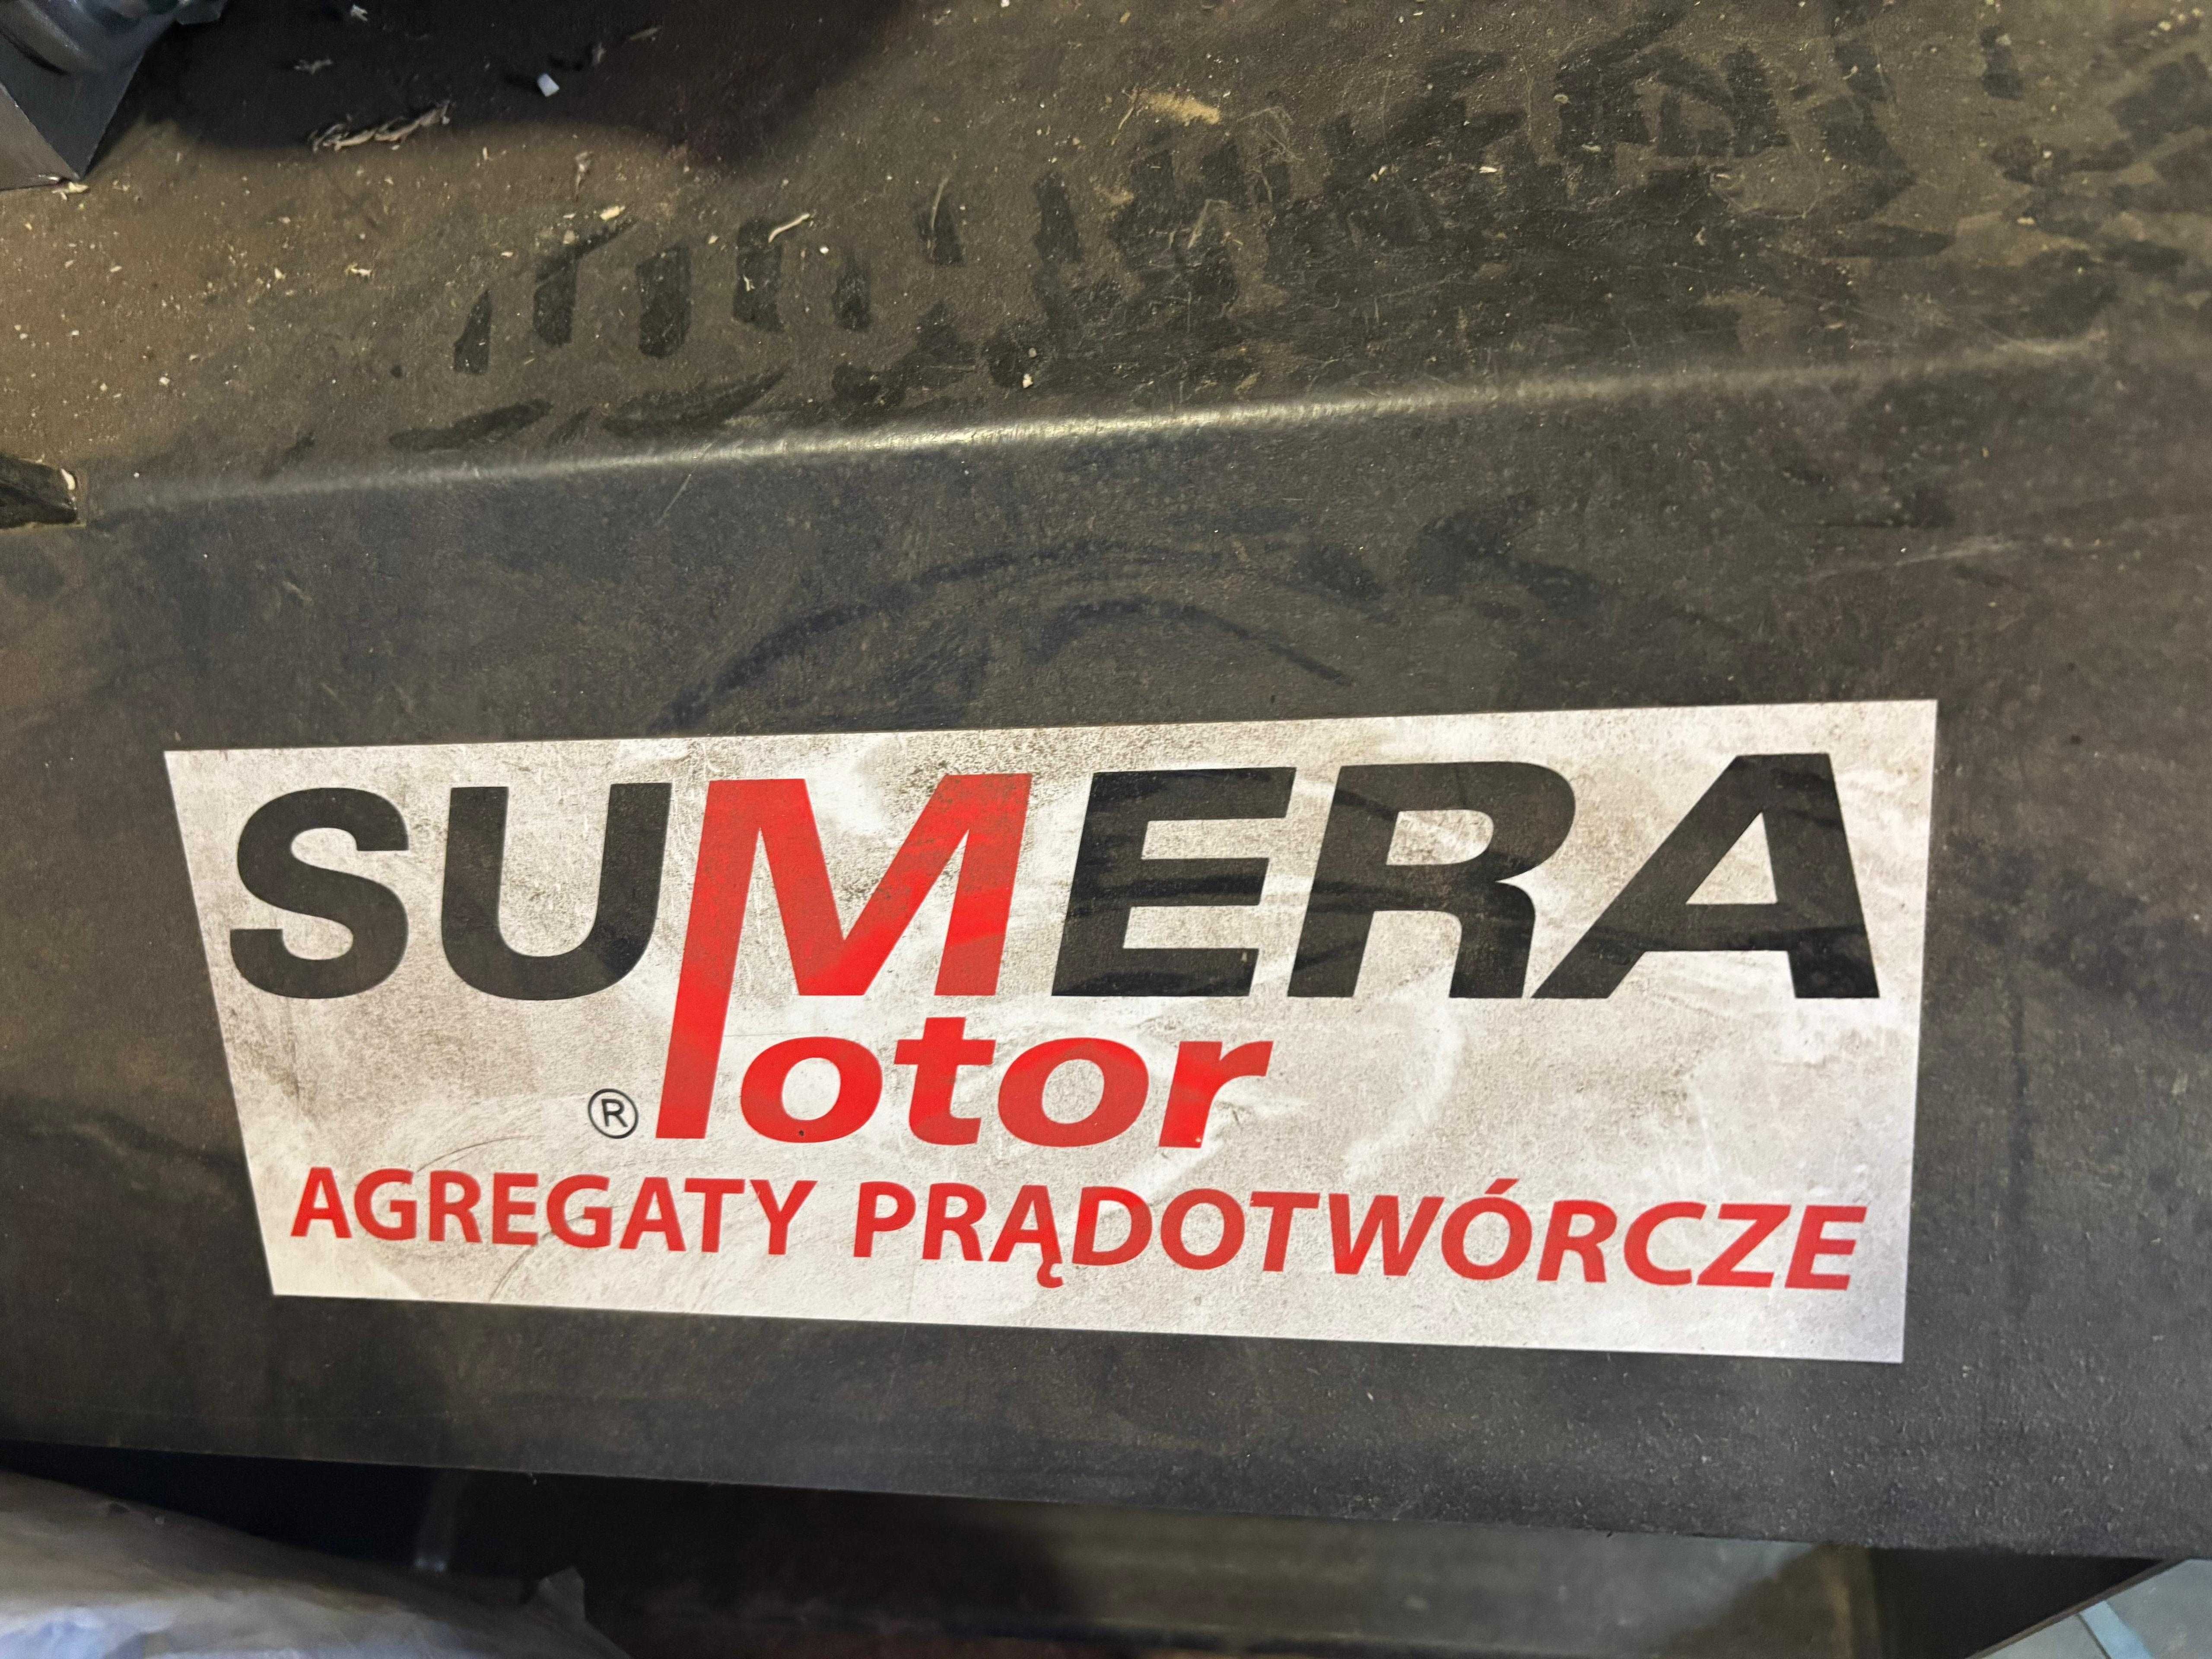 SUMERA
Motor
®
AGREGATY PRĄDOTWÓRCZE